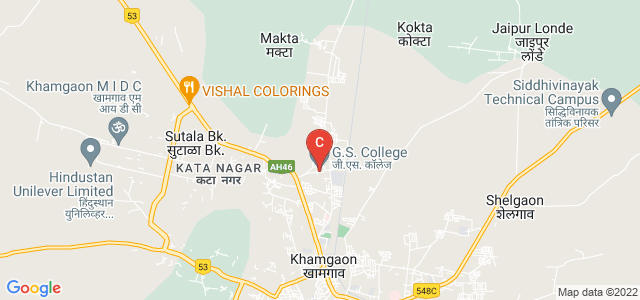 53
Makta
मक्टा
Kokta
कोक्टा
Jaipur Londe
जाइपूर
लोंडे
Khamgaon M I D C
खामगाव एम
आय डी सी
VISHAL COLORINGS
Siddhivinayak
Technical Campus
सिद्धिविनायक
तांत्रिक परिसर
Sutala Bk.
सुटाळा Bk.
C
G.S. College
जी.एस. कॉलेज
KATA NAGAR
कटा नगर
AH46
Hindustan
Unilever Limited
हिंदुस्थान
युनिलिव्हर...
Shelgaon
शेलगाव
53
53
Khamgaon
खामगाव
548C
Google
Map data ©2022